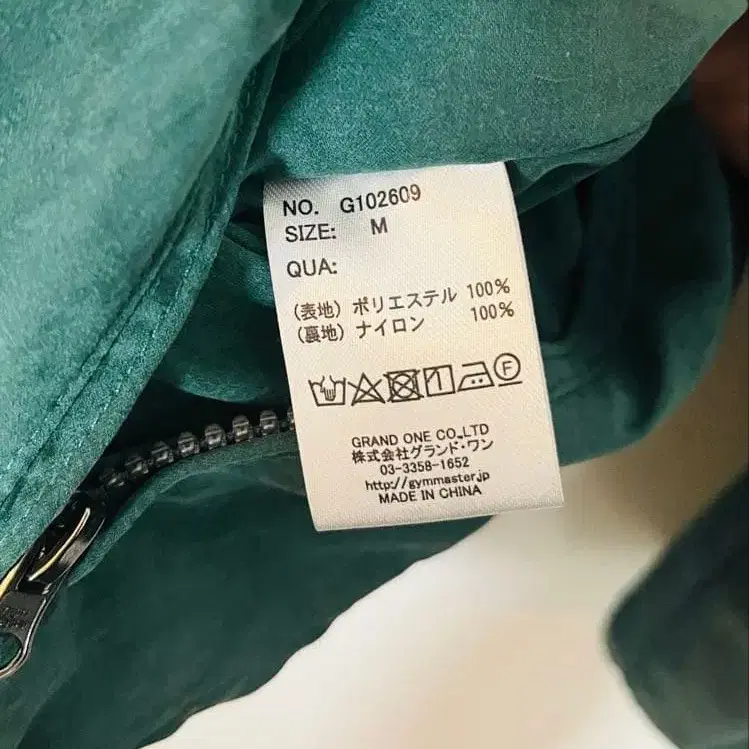 NO. G102609
SIZE: M
QUA:
(表地) ポリエステル 100%
(裏地) ナイロン 100%
F
GRAND ONE CO.,LTD
株式会社グランド・ワン
03-3358-1652
http://gymmaster.jp
MADE IN CHINA